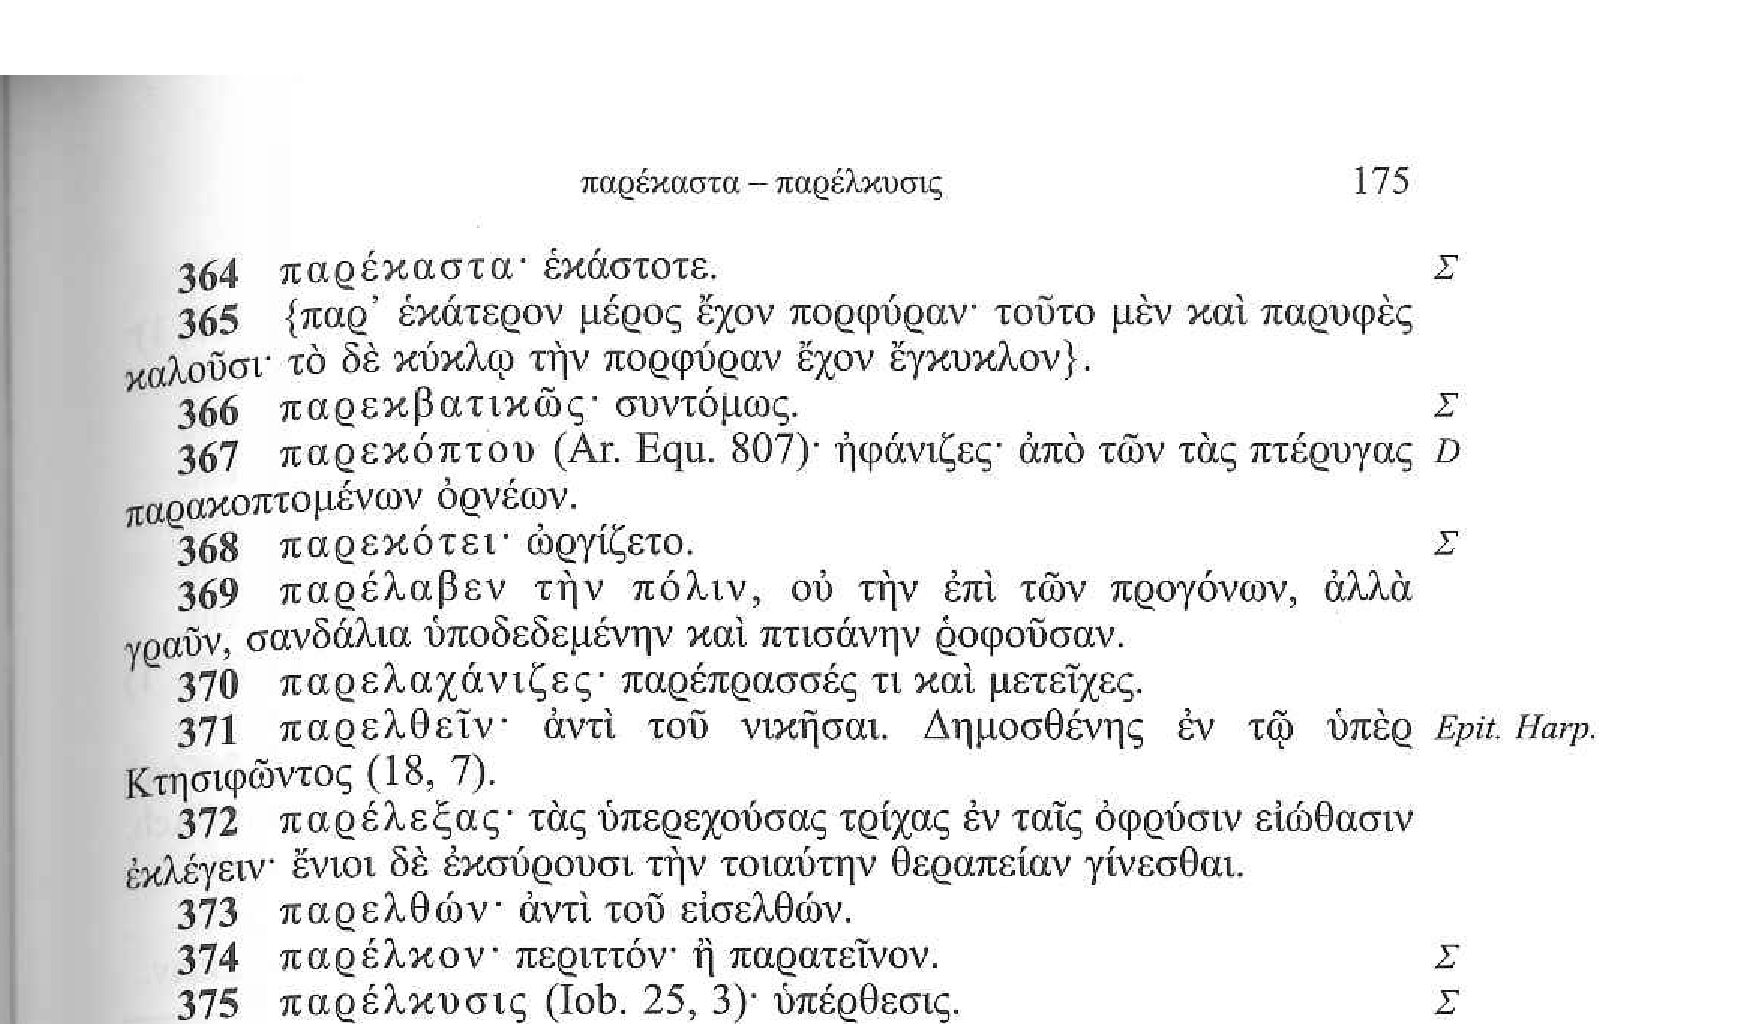 παρέκαστα – παρέλκυσις 175
364 παρέκαστα· ἑκάστοτε. Σ
365 {παρ’ ἑκάτερον μέρος ἔχον πορφύραν· τοῦτο μὲν καὶ παρυφὲς
καλοῦσι· τὸ δὲ κύκλῳ τὴν πορφύραν ἔχον ἔγκυκλον}.
366 παρεκβατικῶς· συντόμως. Σ
367 παρεκόπτου (Ar. Equ. 807)· ἠφάνιζες· ἀπὸ τῶν τὰς πτέρυγας D
παρακοπτομένων ὀρνέων.
368 παρεκότει· ὠργίζετο. Σ
369 παρέλαβεν τὴν πόλιν, οὐ τὴν ἐπὶ τῶν προγόνων, ἀλλὰ
γραῦν, σανδάλια ὑποδεδεμένην καὶ πτισάνην ῥοφοῦσαν.
370 παρελαχάνιζες· παρέπρασσές τι καὶ μετεῖχες.
371 παρελθεῖν· ἀντὶ τοῦ νικῆσαι. Δημοσθένης ἐν τῷ ὑπὲρ Epit. Harp.
Κτησιφῶντος (18, 7).
372 παρέλεξας· τὰς ὑπερεχούσας τρίχας ἐν ταῖς ὀφρύσιν εἰώθασιν
ἐκλέγειν· ἔνιοι δὲ ἐκσύρουσι τὴν τοιαύτην θεραπείαν γίνεσθαι.
373 παρελθών· ἀντὶ τοῦ εἰσελθών.
374 παρέλκον· περιττόν· ἢ παρατεῖνον. Σ
375 παρέλκυσις (Iob. 25, 3)· ὑπέρθεσις. Σ